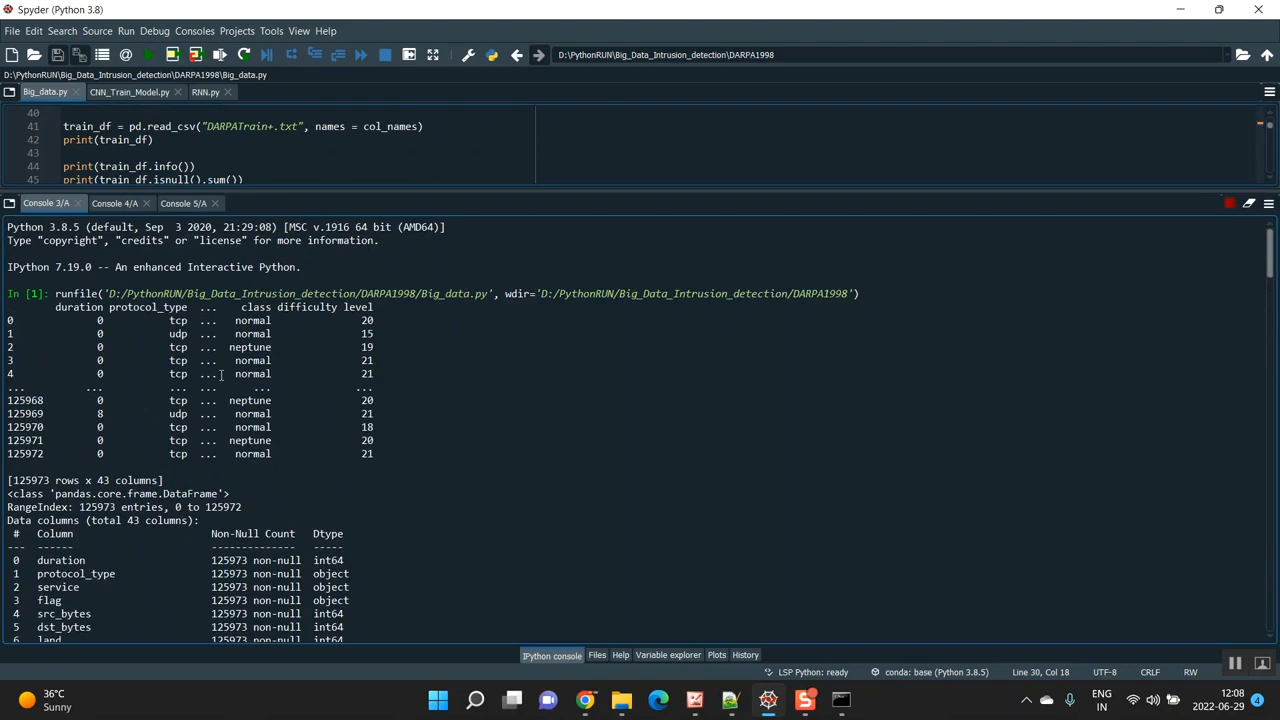 Spyder (Python 3.8)
File Edit Search Source Run Debug Consoles Projects Tools View Help
D:\PythonRUN\Big_Data_Intrusion_detection\DARPA1998
D:\PythonRUN\Big_Data_Intrusion_detection\DARPA1998\Big_data.py
Big_data.py CNN_Train_Model.py RNN.py
40
41 train_df = pd.read_csv("DARPATrain+.txt", names = col_names)
42 print(train_df)
43
44 print(train_df.info())
45 print(train_df.isnull().sum())
Console 3/A Console 4/A Console 5/A
Python 3.8.5 (default, Sep  3 2020, 21:29:08) [MSC v.1916 64 bit (AMD64)]
Type "copyright", "credits" or "license" for more information.
IPython 7.19.0 -- An enhanced Interactive Python.
In [1]: runfile('D:/PythonRUN/Big_Data_Intrusion_detection/DARPA1998/Big_data.py', wdir='D:/PythonRUN/Big_Data_Intrusion_detection/DARPA1998')
duration protocol_type ... class difficulty level
0 0 tcp ... normal 20
1 0 udp ... normal 15
2 0 tcp ... neptune 19
3 0 tcp ... normal 21
4 0 tcp ... normal 21
... ... ... ... ... ...
125968 0 tcp ... neptune 20
125969 8 udp ... normal 21
125970 0 tcp ... normal 18
125971 0 tcp ... neptune 20
125972 0 tcp ... normal 21
[125973 rows x 43 columns]
<class 'pandas.core.frame.DataFrame'>
RangeIndex: 125973 entries, 0 to 125972
Data columns (total 43 columns):
# Column Non-Null Count Dtype
--- ------ -------------- -----
0 duration 125973 non-null int64
1 protocol_type 125973 non-null object
2 service 125973 non-null object
3 flag 125973 non-null object
4 src_bytes 125973 non-null int64
5 dst_bytes 125973 non-null int64
6 land 125973 non-null int64
IPython console Files Help Variable explorer Plots History
LSP Python: ready conda: base (Python 3.8.5) Line 30, Col 18 UTF-8 CRLF RW
36°C
Sunny
ENG
IN
12:08
2022-06-29
4